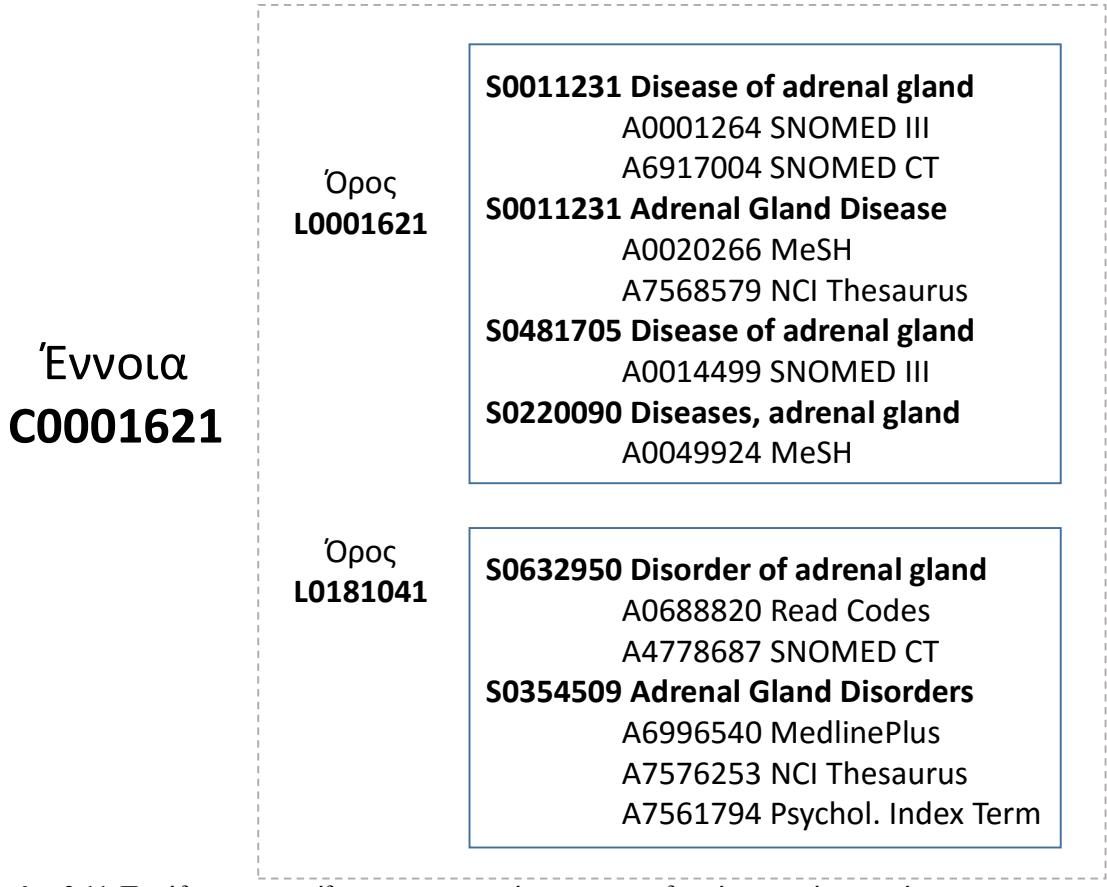 S0011231 Disease of adrenal gland
A0001264 SNOMED III
A6917004 SNOMED CT
S0011231 Adrenal Gland Disease
A0020266 MeSH
A7568579 NCI Thesaurus
S0481705 Disease of adrenal gland
A0014499 SNOMED III
S0220090 Diseases, adrenal gland
A0049924 MeSH
Όρος
L0001621
Έννοια
C0001621
Όρος
L0181041
S0632950 Disorder of adrenal gland
A0688820 Read Codes
A4778687 SNOMED CT
S0354509 Adrenal Gland Disorders
A6996540 MedlinePlus
A7576253 NCI Thesaurus
A7561794 Psychol. Index Term